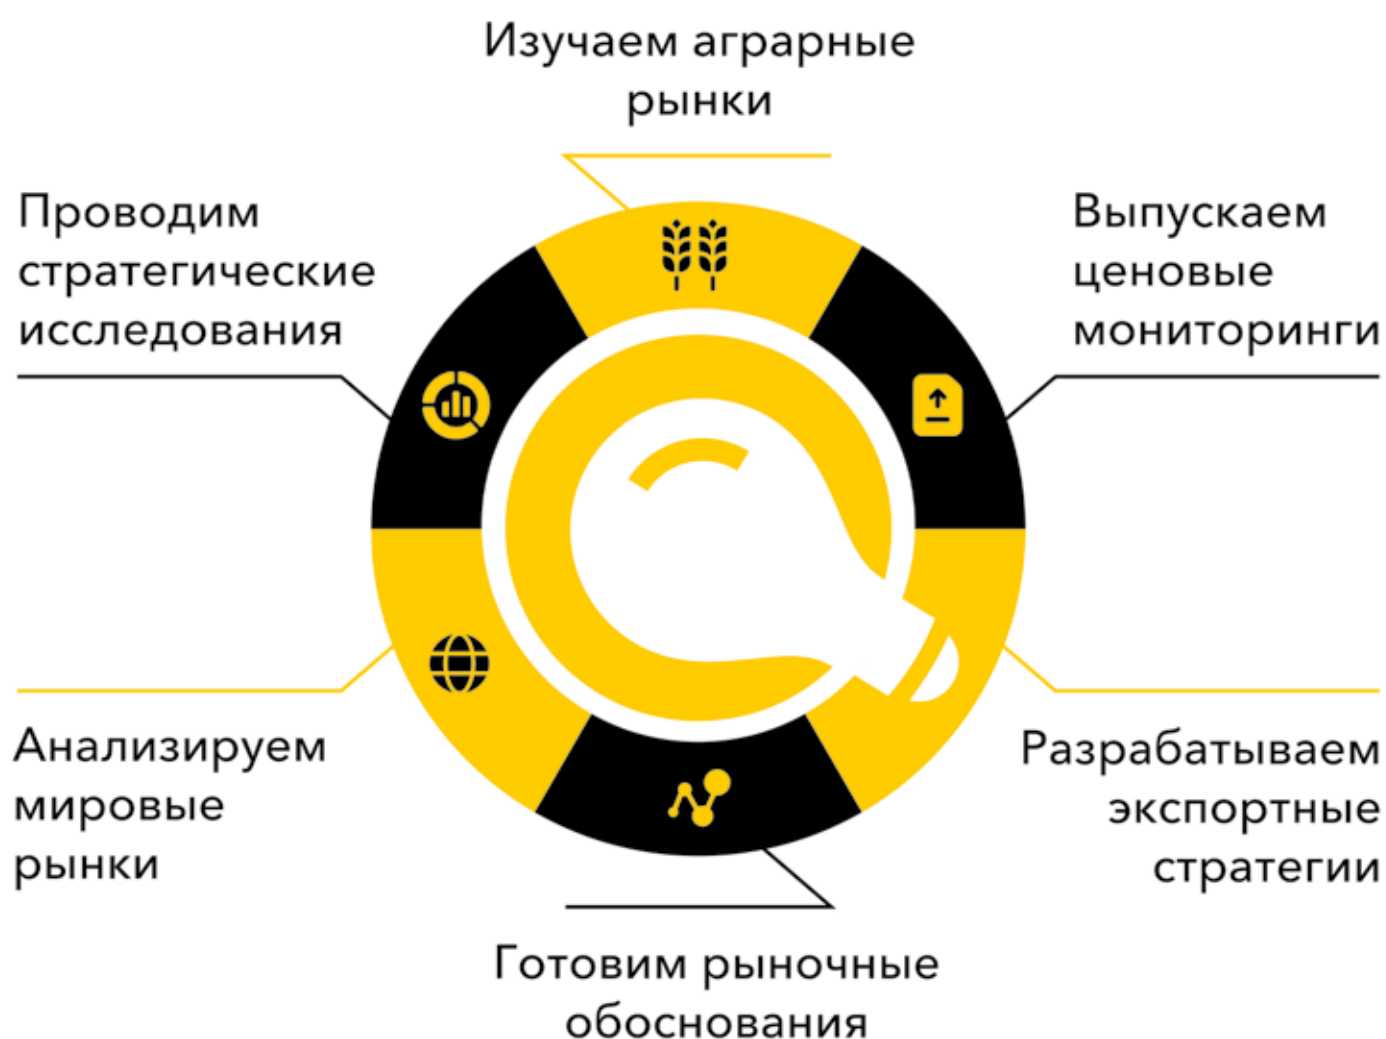 Изучаем аграрные
рынки
Проводим
стратегические
исследования
Выпускаем
ценовые
мониторинги
Анализируем
мировые
рынки
Разрабатываем
экспортные
стратегии
Готовим рыночные
обоснования